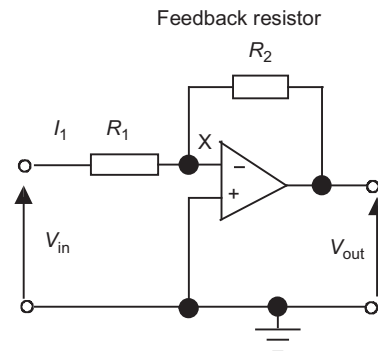 Feedback resistor
R₂
I₁ R₁ X
−
+
Vᵢₙ
Vₒᵤₜ